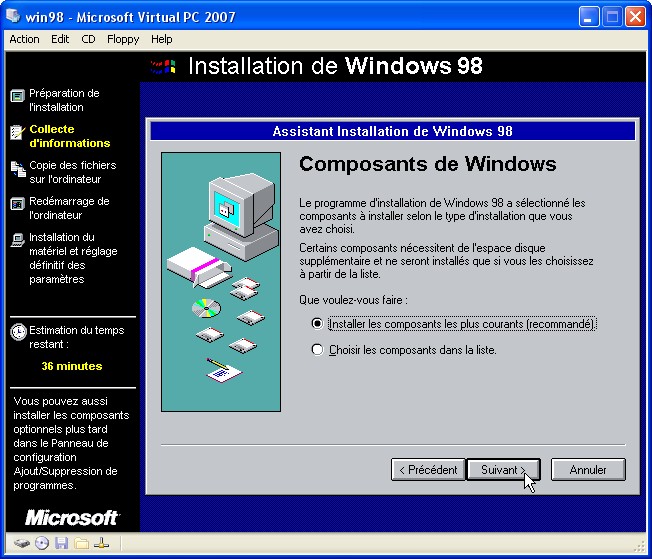 win98 - Microsoft Virtual PC 2007
Action Edit CD Floppy Help
Installation de Windows 98
Préparation de
l'installation
Collecte
d'informations
Copie des fichiers
sur l'ordinateur
Redémarrage de
l'ordinateur
Installation du
matériel et réglage
définitif des
paramètres
Estimation du temps
restant :
36 minutes
Vous pouvez aussi
installer les composants
optionnels plus tard
dans le Panneau de
configuration
Ajout/Suppression de
programmes.
Microsoft
Assistant Installation de Windows 98
Composants de Windows
Le programme d'installation de Windows 98 a sélectionné les
composants à installer selon le type d'installation que vous
avez choisi.
Certains composants nécessitent de l'espace disque
supplémentaire et ne seront installés que si vous les choisissez
à partir de la liste.
Que voulez-vous faire :
Installer les composants les plus courants (recommandé).
Choisir les composants dans la liste.
< Précédent
Suivant >
Annuler